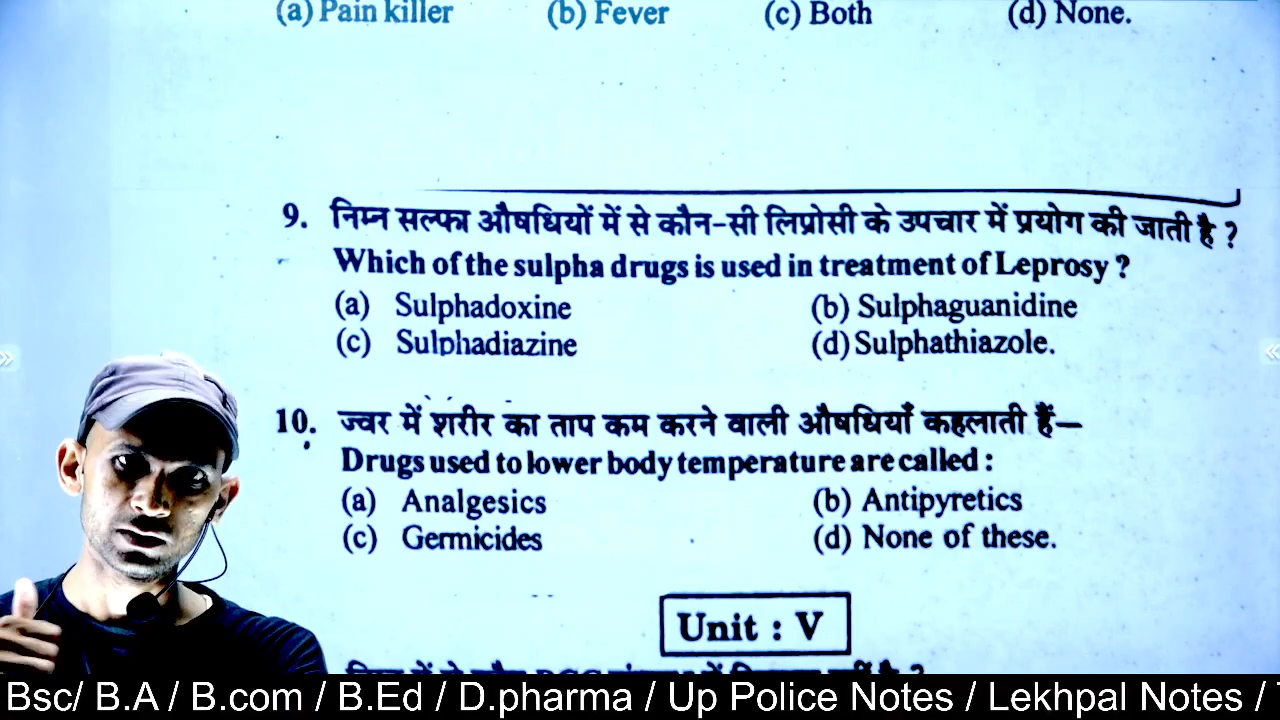 (a) Pain killer (b) Fever (c) Both (d) None.
9. निम्न सल्फा औषधियों में से कौन-सी लिप्रोसी के उपचार में प्रयोग की जाती है ?
Which of the sulpha drugs is used in treatment of Leprosy ?
(a) Sulphadoxine (b) Sulphaguanidine
(c) Sulphadiazine (d) Sulphathiazole.
10. ज्वर में शरीर का ताप कम करने वाली औषधियाँ कहलाती हैं—
Drugs used to lower body temperature are called :
(a) Analgesics (b) Antipyretics
(c) Germicides (d) None of these.
Unit : V
Bsc/ B.A / B.com / B.Ed / D.pharma / Up Police Notes / Lekhpal Notes /